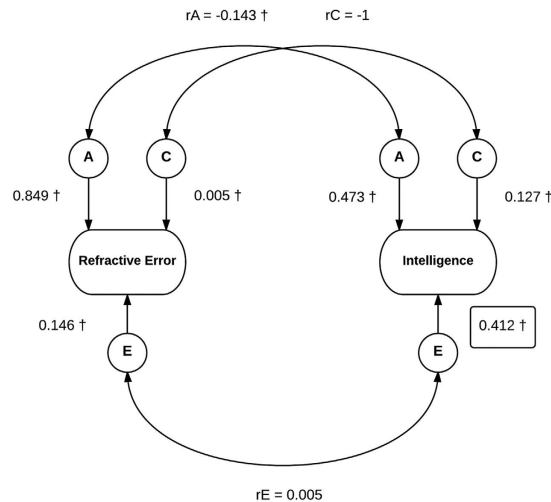 rA = -0.143 † rC = -1
A C A C
0.849 † 0.005 † 0.473 † 0.127 †
Refractive Error Intelligence
0.146 † 0.412 †
E E
rE = 0.005